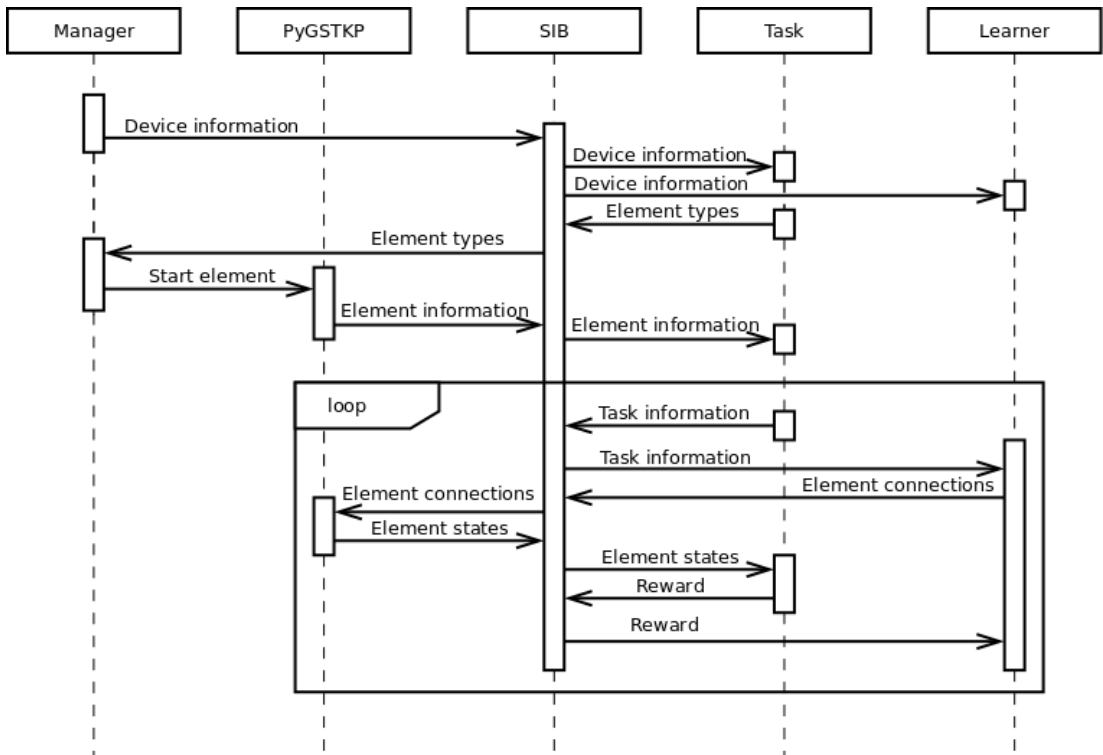 Manager
PyGSTKP
SIB
Task
Learner
Device information
Device information
Device information
Element types
Element types
Start element
Element information
Element information
loop
Task information
Task information
Element connections
Element connections
Element states
Element states
Reward
Reward